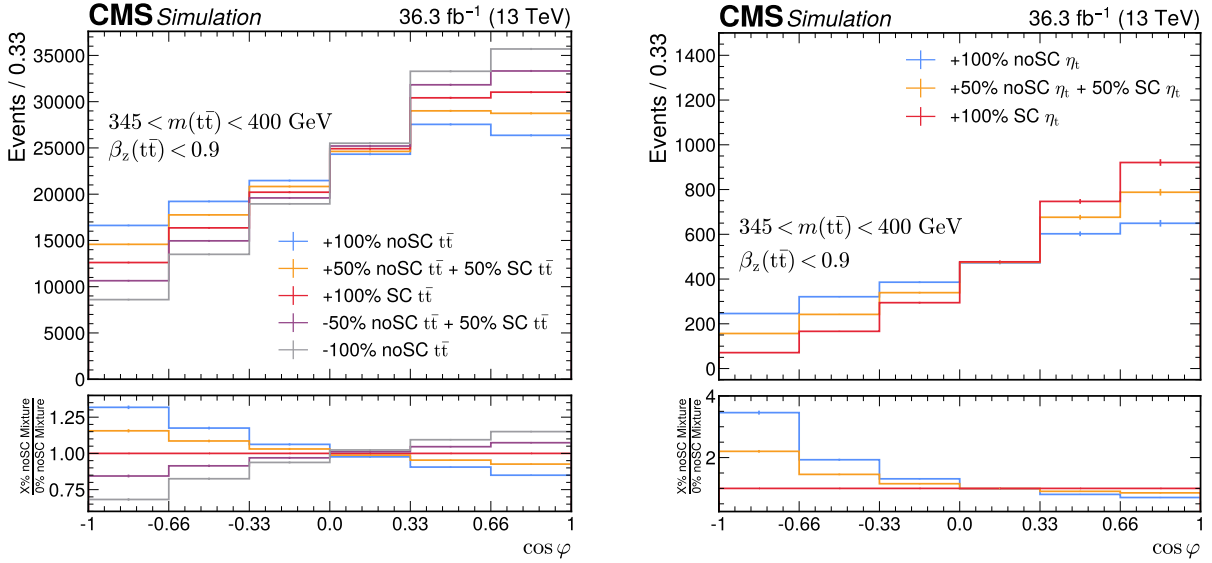 CMS Simulation 36.3 fb⁻¹ (13 TeV)
Events / 0.33
35000
30000
25000
20000
15000
10000
5000
0
345 < m(tt̄) < 400 GeV
β_z(tt̄) < 0.9
+100% noSC tt̄
+50% noSC tt̄ + 50% SC tt̄
+100% SC tt̄
-50% noSC tt̄ + 50% SC tt̄
-100% noSC tt̄
X% noSC Mixture
0% noSC Mixture
1.25
1.00
0.75
-1 -0.66 -0.33 0.0 0.33 0.66 1
cos φ
CMS Simulation 36.3 fb⁻¹ (13 TeV)
Events / 0.33
1400
1200
1000
800
600
400
200
0
+100% noSC η_t
+50% noSC η_t + 50% SC η_t
+100% SC η_t
345 < m(tt̄) < 400 GeV
β_z(tt̄) < 0.9
X% noSC Mixture
0% noSC Mixture
4
2
-1 -0.66 -0.33 0.0 0.33 0.66 1
cos φ